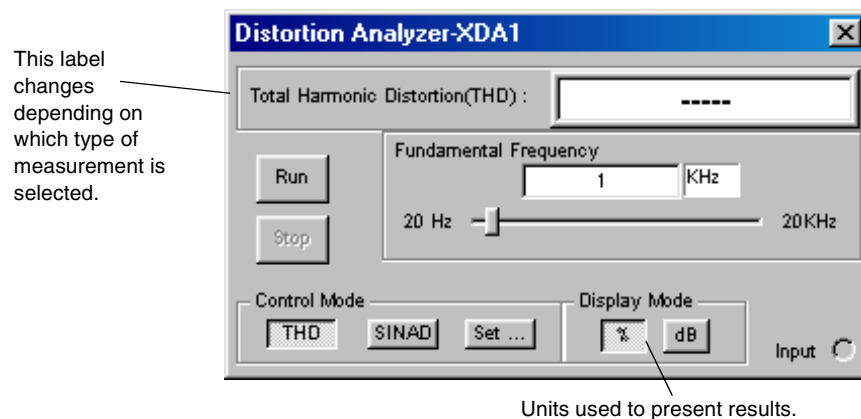 Distortion Analyzer-XDA1
This label
changes
depending on
which type of
measurement is
selected.
Total Harmonic Distortion(THD) :
-----
Run
Stop
Fundamental Frequency
1
KHz
20 Hz
20KHz
Control Mode
THD
SINAD
Set ...
Display Mode
%
dB
Input
Units used to present results.